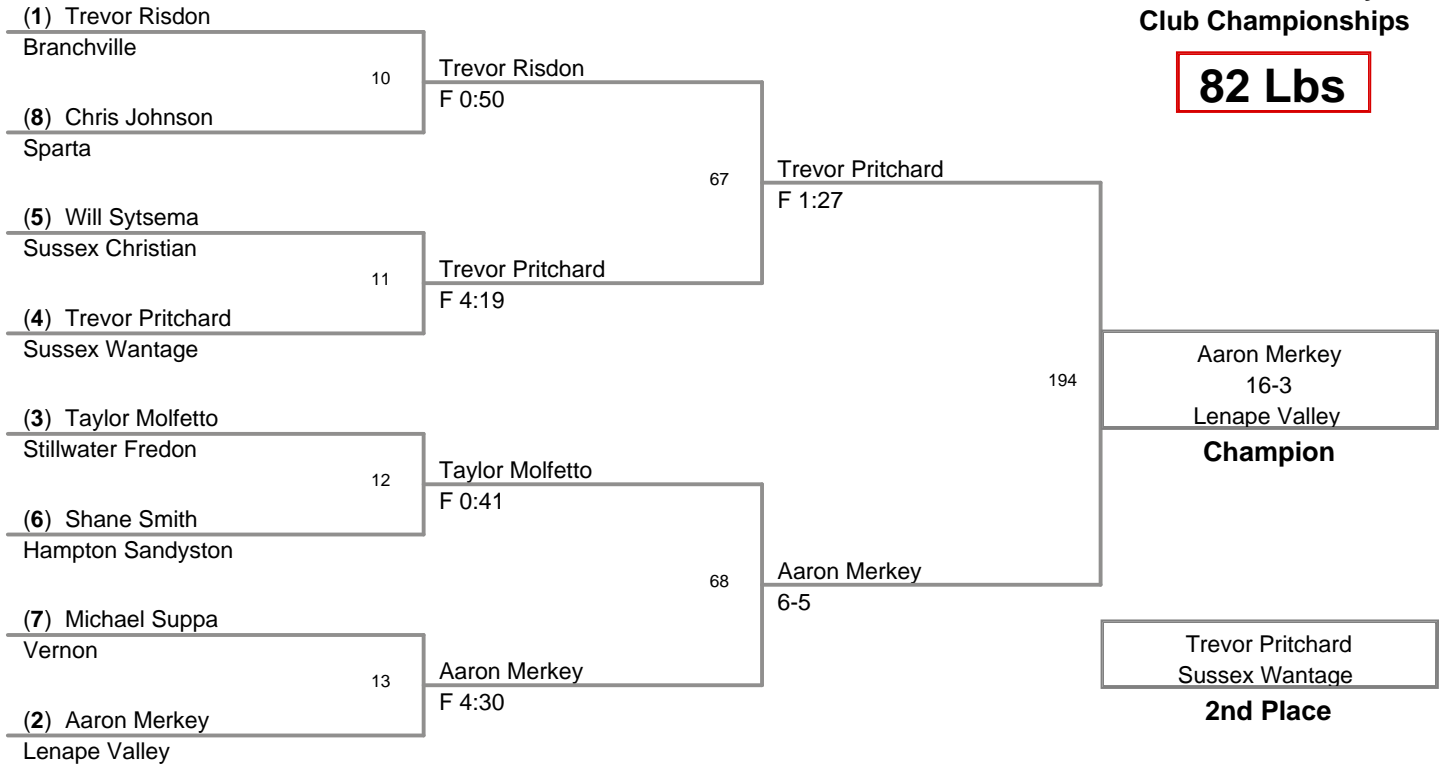 Club Championships
82 Lbs
(1) Trevor Risdon
Branchville
10
(8) Chris Johnson
Sparta
Trevor Risdon
F 0:50
(5) Will Sytsema
Sussex Christian
11
(4) Trevor Pritchard
Sussex Wantage
Trevor Pritchard
F 4:19
67
Trevor Pritchard
F 1:27
(3) Taylor Molfetto
Stillwater Fredon
12
(6) Shane Smith
Hampton Sandyston
Taylor Molfetto
F 0:41
(7) Michael Suppa
Vernon
13
(2) Aaron Merkey
Lenape Valley
Aaron Merkey
F 4:30
68
Aaron Merkey
6-5
194
Aaron Merkey
16-3
Lenape Valley
Champion
Trevor Pritchard
Sussex Wantage
2nd Place